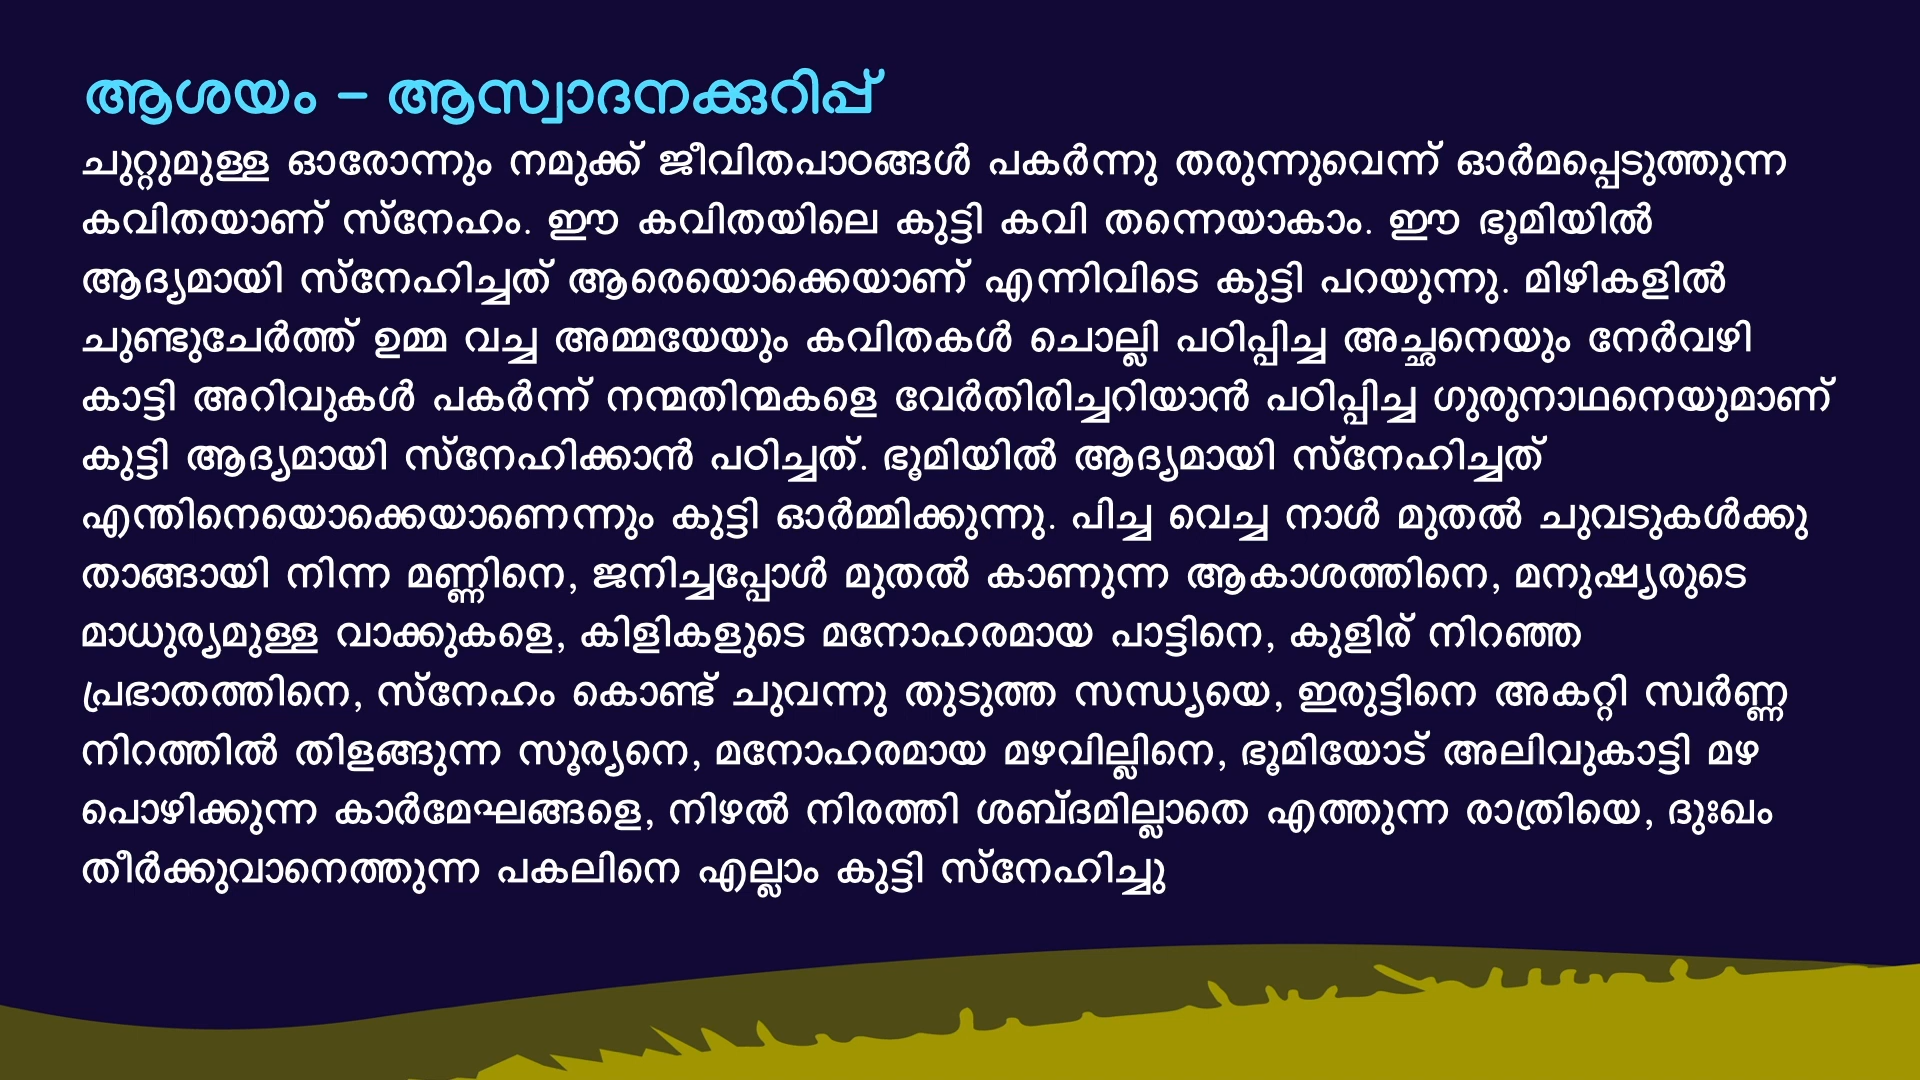 ആശയം - ആസ്വാദനക്കുറിപ്പ്
ചുറ്റുമുള്ള ഓരോന്നും നമുക്ക് ജീവിതപാഠങ്ങൾ പകർന്നു തരുന്നുവെന്ന് ഓർമപ്പെടുത്തുന്ന
കവിതയാണ് സ്നേഹം. ഈ കവിതയിലെ കുട്ടി കവി തന്നെയാകാം. ഈ ഭൂമിയിൽ
ആദ്യമായി സ്നേഹിച്ചത് ആരെയൊക്കെയാണ് എന്നിവിടെ കുട്ടി പറയുന്നു. മിഴികളിൽ
ചുണ്ടുചേർത്ത് ഉമ്മ വച്ച അമ്മയേയും കവിതകൾ ചൊല്ലി പഠിപ്പിച്ച അച്ഛനെയും നേർവഴി
കാട്ടി അറിവുകൾ പകർന്ന് നന്മതിന്മകളെ വേർതിരിച്ചറിയാൻ പഠിപ്പിച്ച ഗുരുനാഥനെയുമാണ്
കുട്ടി ആദ്യമായി സ്നേഹിക്കാൻ പഠിച്ചത്. ഭൂമിയിൽ ആദ്യമായി സ്നേഹിച്ചത്
എന്തിനെയൊക്കെയാണെന്നും കുട്ടി ഓർമ്മിക്കുന്നു. പിച്ച വെച്ച നാൾ മുതൽ ചുവടുകൾക്കു
താങ്ങായി നിന്ന മണ്ണിനെ, ജനിച്ചപ്പോൾ മുതൽ കാണുന്ന ആകാശത്തിനെ, മനുഷ്യരുടെ
മാധുര്യമുള്ള വാക്കുകളെ, കിളികളുടെ മനോഹരമായ പാട്ടിനെ, കുളിര് നിറഞ്ഞ
പ്രഭാതത്തിനെ, സ്നേഹം കൊണ്ട് ചുവന്നു തുടുത്ത സന്ധ്യയെ, ഇരുട്ടിനെ അകറ്റി സ്വർണ്ണ
നിറത്തിൽ തിളങ്ങുന്ന സൂര്യനെ, മനോഹരമായ മഴവില്ലിനെ, ഭൂമിയോട് അലിവുകാട്ടി മഴ
പൊഴിക്കുന്ന കാർമേഘങ്ങളെ, നിഴൽ നിരത്തി ശബ്ദമില്ലാതെ എത്തുന്ന രാത്രിയെ, ദുഃഖം
തീർക്കുവാനെത്തുന്ന പകലിനെ എല്ലാം കുട്ടി സ്നേഹിച്ചു